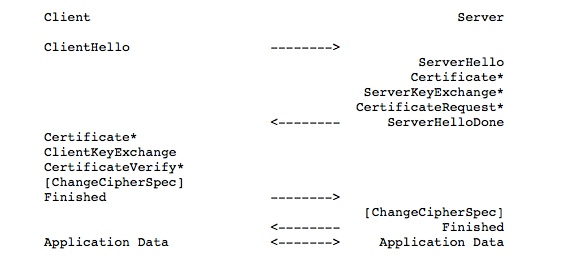 Client Server
ClientHello --------> 
ServerHello
Certificate*
ServerKeyExchange*
CertificateRequest*
<-------- ServerHelloDone
Certificate*
ClientKeyExchange
CertificateVerify*
[ChangeCipherSpec]
Finished -------->
[ChangeCipherSpec]
<-------- Finished
Application Data <-------> Application Data